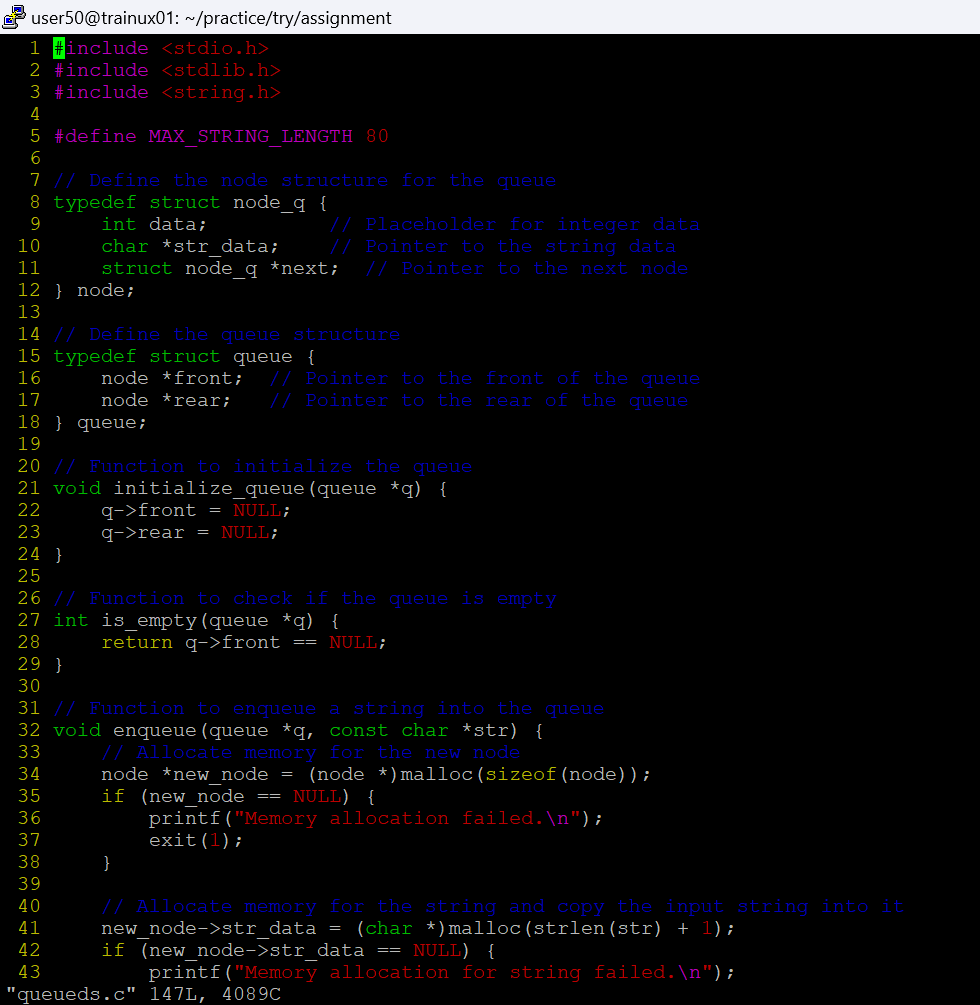 user50@trainux01: ~/practice/try/assignment
1 #include <stdio.h>
2 #include <stdlib.h>
3 #include <string.h>
4
5 #define MAX_STRING_LENGTH 80
6
7 // Define the node structure for the queue
8 typedef struct node_q {
9     int data;          // Placeholder for integer data
10     char *str_data;    // Pointer to the string data
11     struct node_q *next;  // Pointer to the next node
12 } node;
13
14 // Define the queue structure
15 typedef struct queue {
16     node *front;  // Pointer to the front of the queue
17     node *rear;   // Pointer to the rear of the queue
18 } queue;
19
20 // Function to initialize the queue
21 void initialize_queue(queue *q) {
22     q->front = NULL;
23     q->rear = NULL;
24 }
25
26 // Function to check if the queue is empty
27 int is_empty(queue *q) {
28     return q->front == NULL;
29 }
30
31 // Function to enqueue a string into the queue
32 void enqueue(queue *q, const char *str) {
33     // Allocate memory for the new node
34     node *new_node = (node *)malloc(sizeof(node));
35     if (new_node == NULL) {
36         printf("Memory allocation failed.\n");
37         exit(1);
38     }
39
40     // Allocate memory for the string and copy the input string into it
41     new_node->str_data = (char *)malloc(strlen(str) + 1);
42     if (new_node->str_data == NULL) {
43         printf("Memory allocation for string failed.\n");
"queueds.c" 147L, 4089C